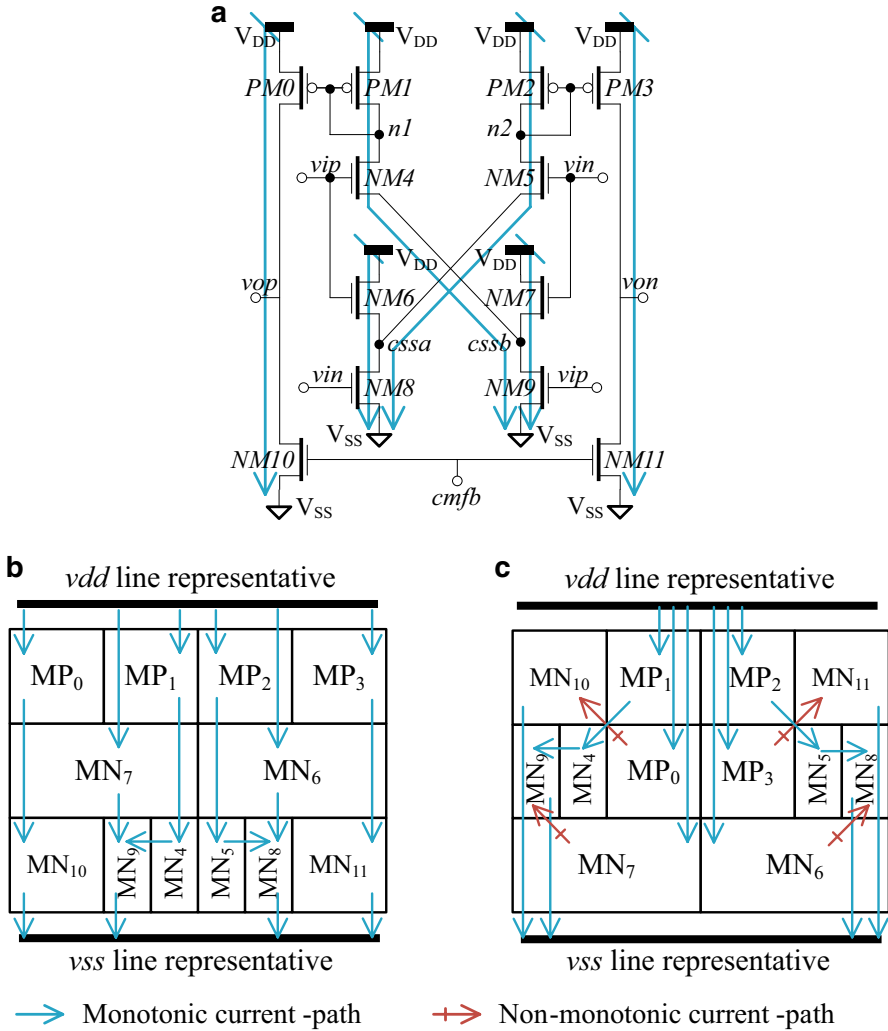 a
VDD VDD VDD VDD
PM0 PM1 PM2 PM3
n1 n2
vip NM4 NM5 vin
VDD VDD
vop NM6 NM7 von
cssa cssb
vin NM8 NM9 vip
VSS VSS
NM10 NM11
cmfb
VSS VSS
b c
vdd line representative
vdd line representative
MP0 MP1 MP2 MP3
MN7 MN6
MN10 MN9 MN4 MN5 MN8 MN11
vss line representative
MN10 MP1 MP2 MN11
MN9 MN4 MP0 MP3 MN5 MN8
MN7 MN6
vss line representative
Monotonic current -path
Non-monotonic current -path